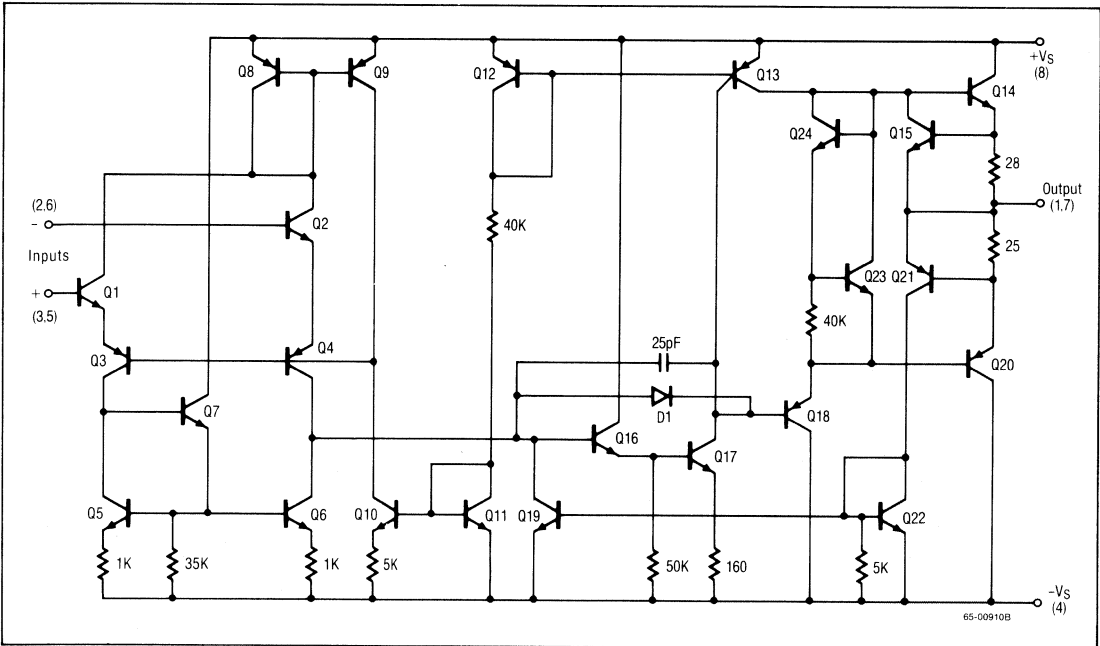 Q8
Q9
Q12
Q13
+VS
(8)
Q14
Q24
Q15
28
(2,6)
−
Q2
40K
Output
(1,7)
25
Inputs
+
Q1
(3,5)
Q23
Q21
40K
25pF
Q3
Q4
Q20
D1
Q7
Q18
Q16
Q17
Q5
Q6
Q10
Q11
Q19
Q22
1K
35K
1K
5K
50K
160
5K
−VS
(4)
65-00910B